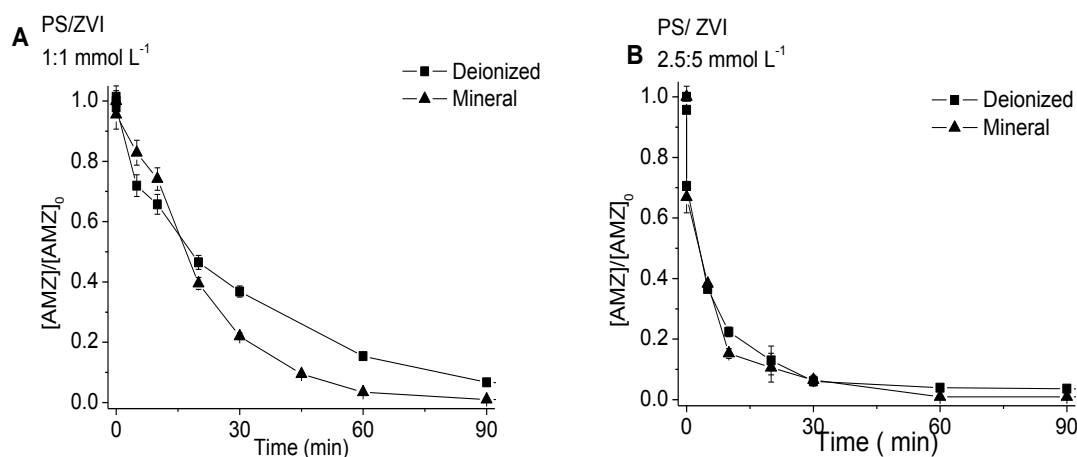 A
PS/ZVI
1:1 mmol L⁻¹
Deionized
Mineral
1.0
0.8
0.6
0.4
0.2
0.0
[AMZ]/[AMZ]₀
0 30 60 90
Time (min)
B
PS/ ZVI
2.5:5 mmol L⁻¹
Deionized
Mineral
1.0
0.8
0.6
0.4
0.2
0.0
[AMZ]/[AMZ]₀
0 30 60 90
Time ( min)